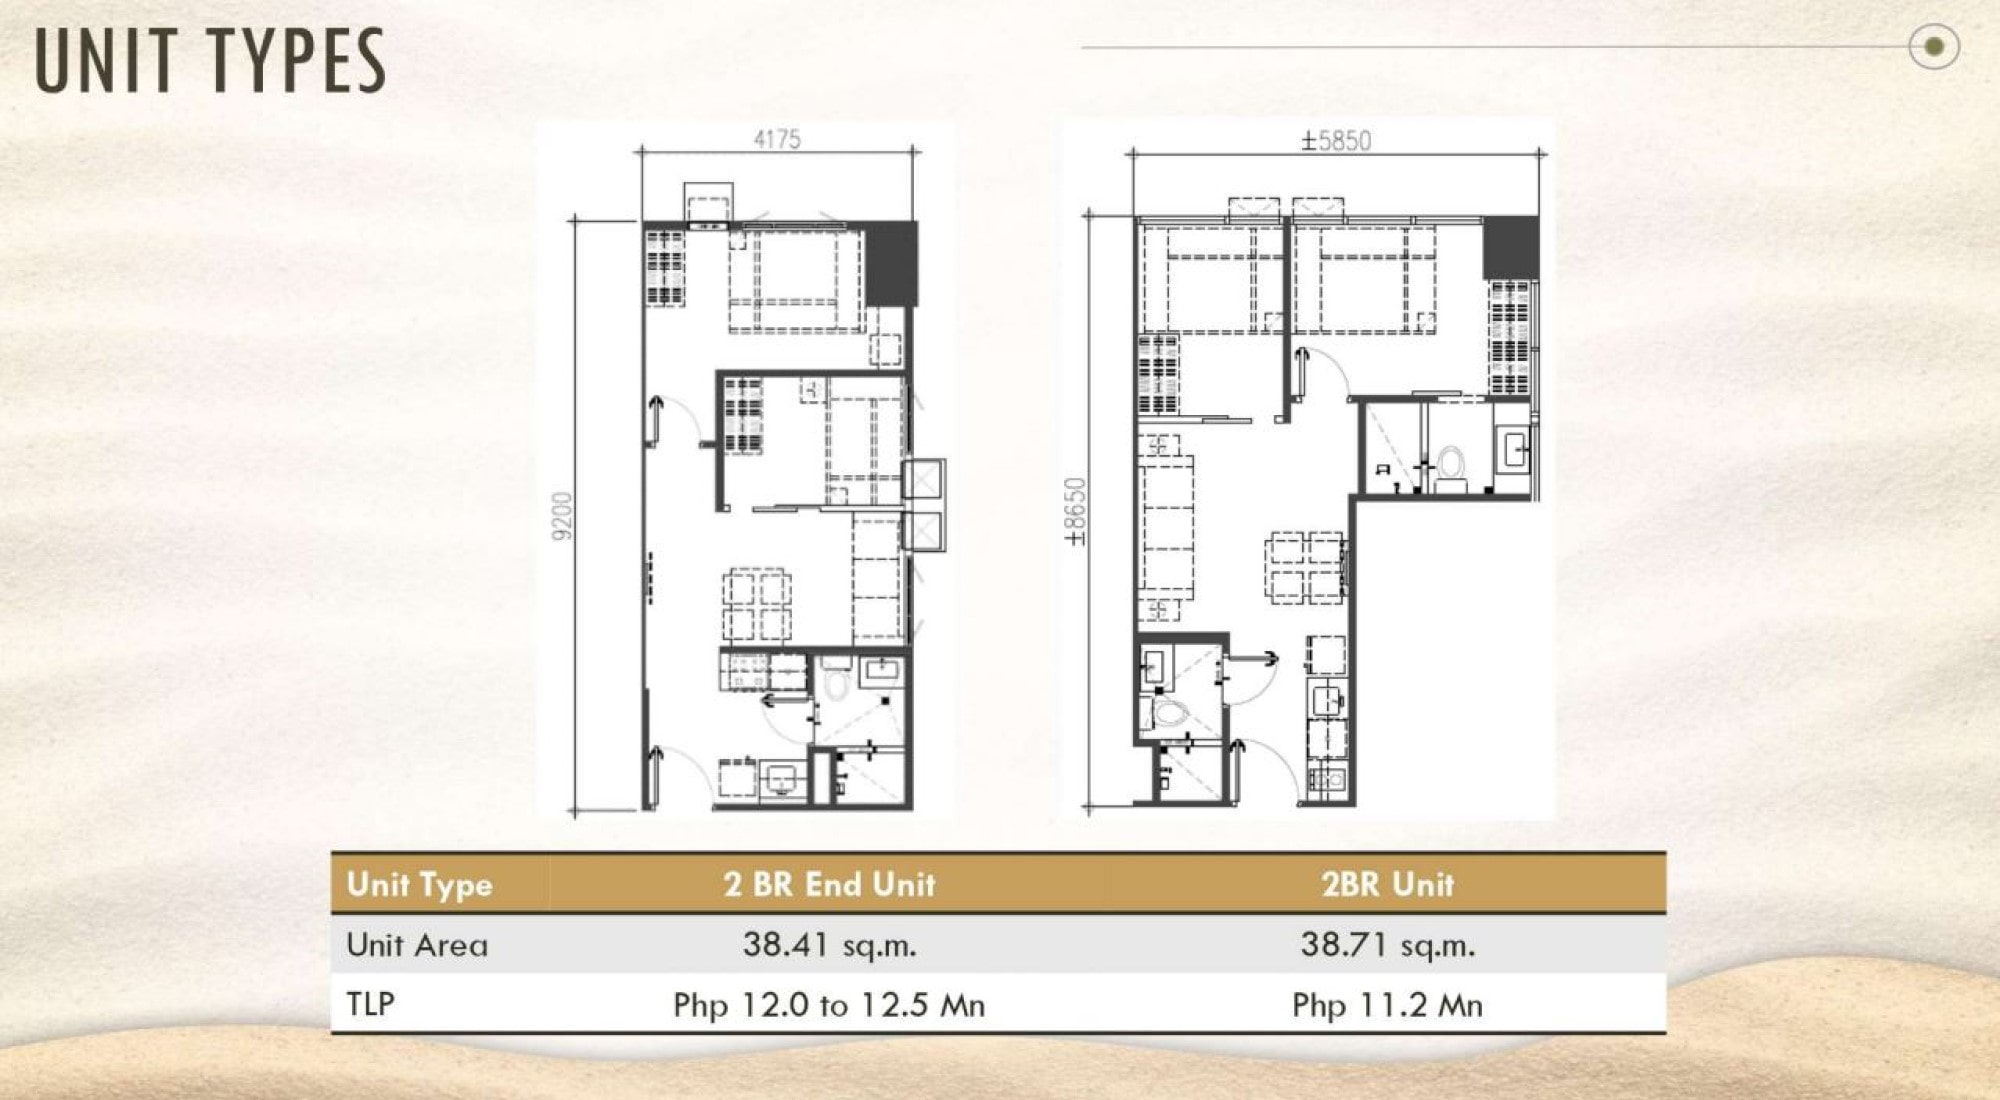 UNIT TYPES
4175
±5850
9200
±8650
Unit Type 2 BR End Unit 2BR Unit
Unit Area 38.41 sq.m. 38.71 sq.m.
TLP Php 12.0 to 12.5 Mn Php 11.2 Mn